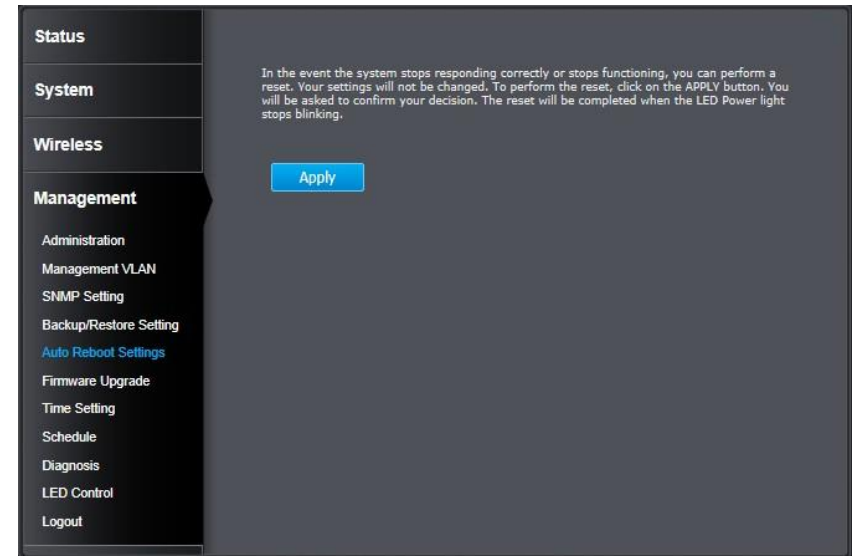 Status
System
Wireless
Management
Administration
Management VLAN
SNMP Setting
Backup/Restore Setting
Auto Reboot Settings
Firmware Upgrade
Time Setting
Schedule
Diagnosis
LED Control
Logout
In the event the system stops responding correctly or stops functioning, you can perform a
reset. Your settings will not be changed. To perform the reset, click on the APPLY button. You
will be asked to confirm your decision. The reset will be completed when the LED Power light
stops blinking.
Apply